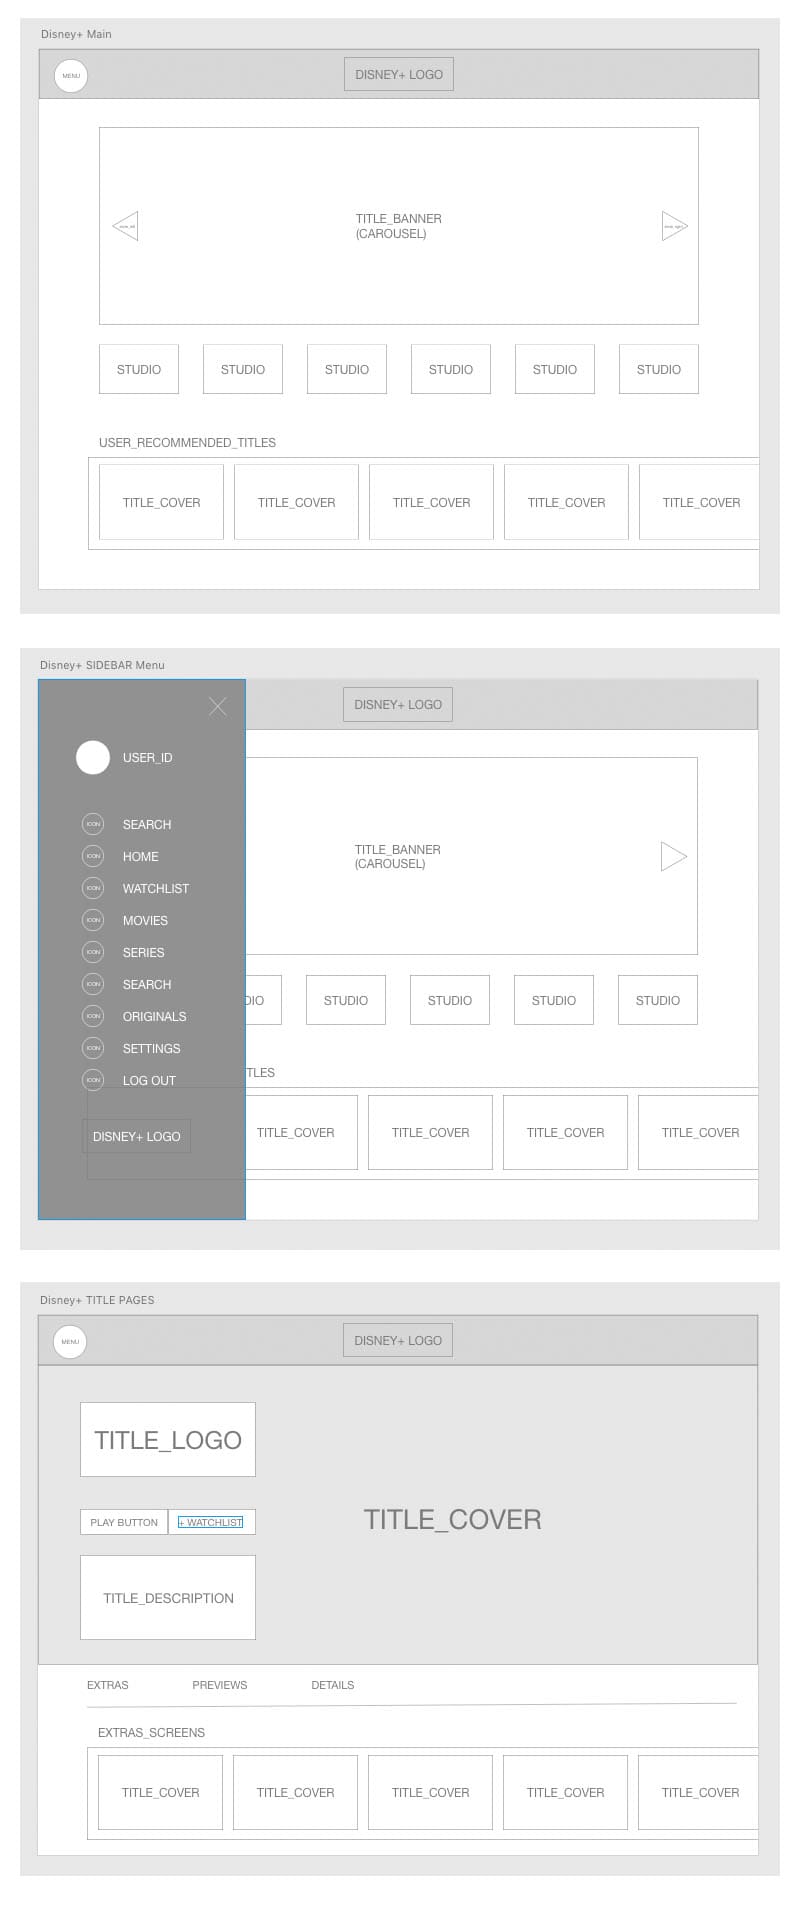 Disney+ Main
MENU
DISNEY+ LOGO
TITLE_BANNER
(CAROUSEL)
STUDIO STUDIO STUDIO STUDIO STUDIO STUDIO
USER_RECOMMENDED_TITLES
TITLE_COVER TITLE_COVER TITLE_COVER TITLE_COVER TITLE_COVER
Disney+ SIDEBAR Menu
DISNEY+ LOGO
USER_ID
ICON SEARCH
ICON HOME
ICON WATCHLIST
ICON MOVIES
ICON SERIES
ICON SEARCH
ICON ORIGINALS
ICON SETTINGS
ICON LOG OUT
DISNEY+ LOGO
TITLE_BANNER
(CAROUSEL)
DIO STUDIO STUDIO STUDIO STUDIO
TLES
TITLE_COVER TITLE_COVER TITLE_COVER TITLE_COVER
Disney+ TITLE PAGES
MENU
DISNEY+ LOGO
TITLE_LOGO
PLAY BUTTON + WATCHLIST
TITLE_DESCRIPTION
TITLE_COVER
EXTRAS PREVIEWS DETAILS
EXTRAS_SCREENS
TITLE_COVER TITLE_COVER TITLE_COVER TITLE_COVER TITLE_COVER